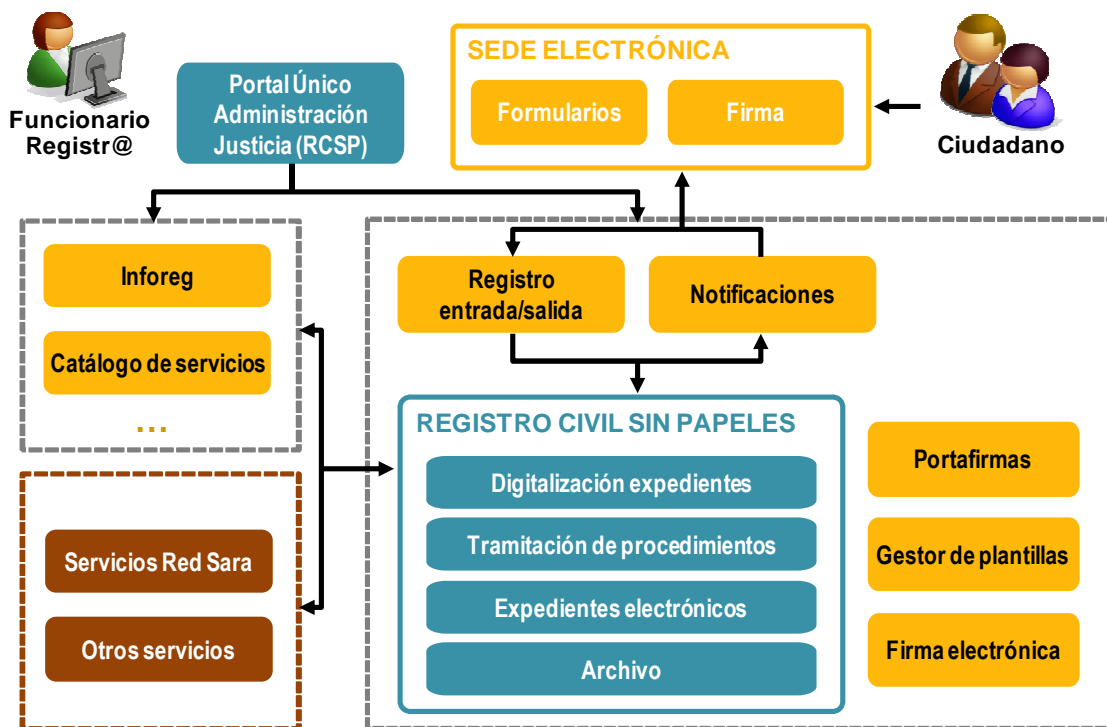 Funcionario
Registr@
Portal Único
Administración
Justicia (RCSP)
SEDE ELECTRÓNICA
Formularios
Firma
Ciudadano
Inforeg
Catálogo de servicios
...
Registro
entrada/salida
Notificaciones
REGISTRO CIVIL SIN PAPELES
Digitalización expedientes
Tramitación de procedimientos
Expedientes electrónicos
Archivo
Portafirmas
Gestor de plantillas
Firma electrónica
Servicios Red Sara
Otros servicios